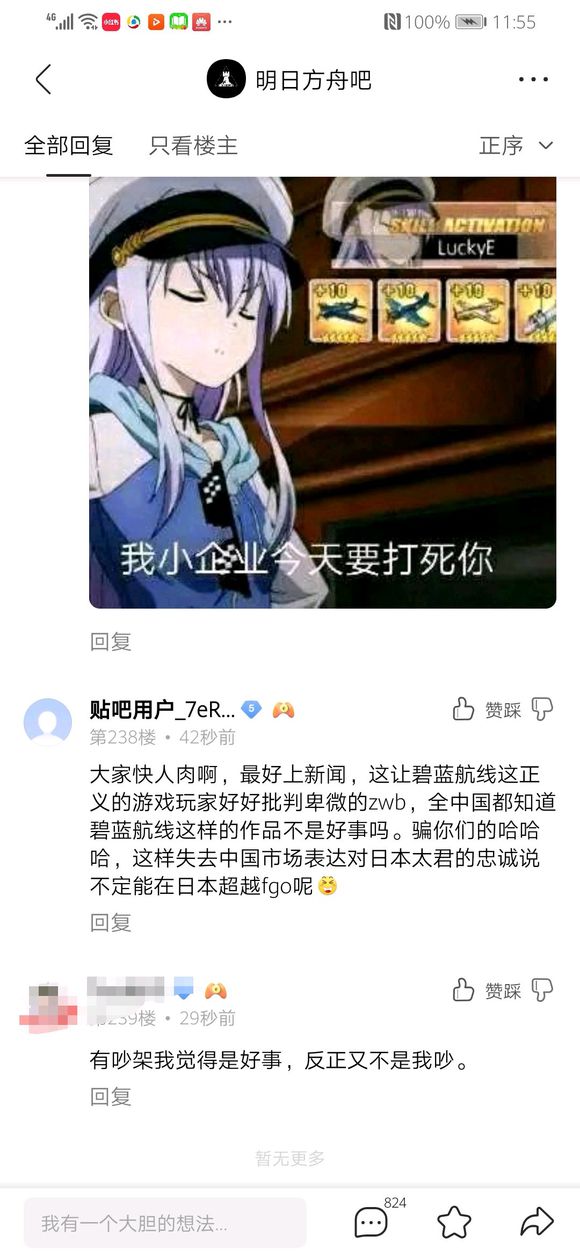 4G 小红书 100% 11:55
明日方舟吧
全部回复 只看楼主 正序
SKILL ACTIVATION
LuckyE
+10 +10 +10 +10
我小企业今天要打死你
回复
贴吧用户_7eR... 5 赞踩
第238楼 • 42秒前
大家快人肉啊，最好上新闻，这让碧蓝航线这正
义的游戏玩家好好批判卑微的zwb，全中国都知道
碧蓝航线这样的作品不是好事吗。骗你们的哈哈
哈，这样失去中国市场表达对日本太君的忠诚说
不定能在日本超越fgo呢
回复
赞踩
第239楼 • 29秒前
有吵架我觉得是好事，反正又不是我吵。
回复
暂无更多
我有一个大胆的想法... 824